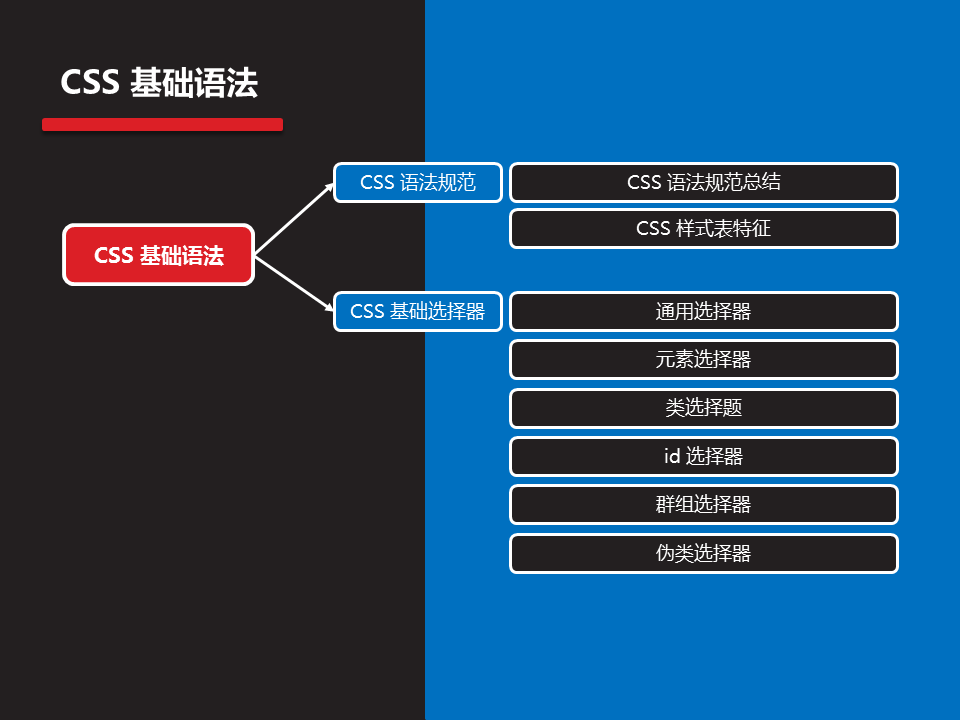 CSS 基础语法
CSS 语法规范
CSS 语法规范总结
CSS 样式表特征
CSS 基础语法
CSS 基础选择器
通用选择器
元素选择器
类选择题
id 选择器
群组选择器
伪类选择器